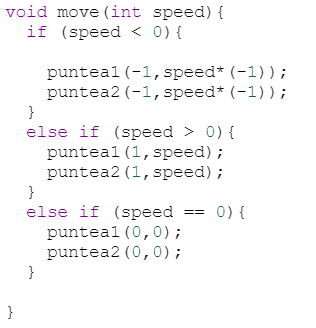 void move(int speed){
  if (speed < 0){

    puntea1(-1,speed*(-1));
    puntea2(-1,speed*(-1));
  }
  else if (speed > 0){
    puntea1(1,speed);
    puntea2(1,speed);
  }
  else if (speed == 0){
    puntea1(0,0);
    puntea2(0,0);
  }

}